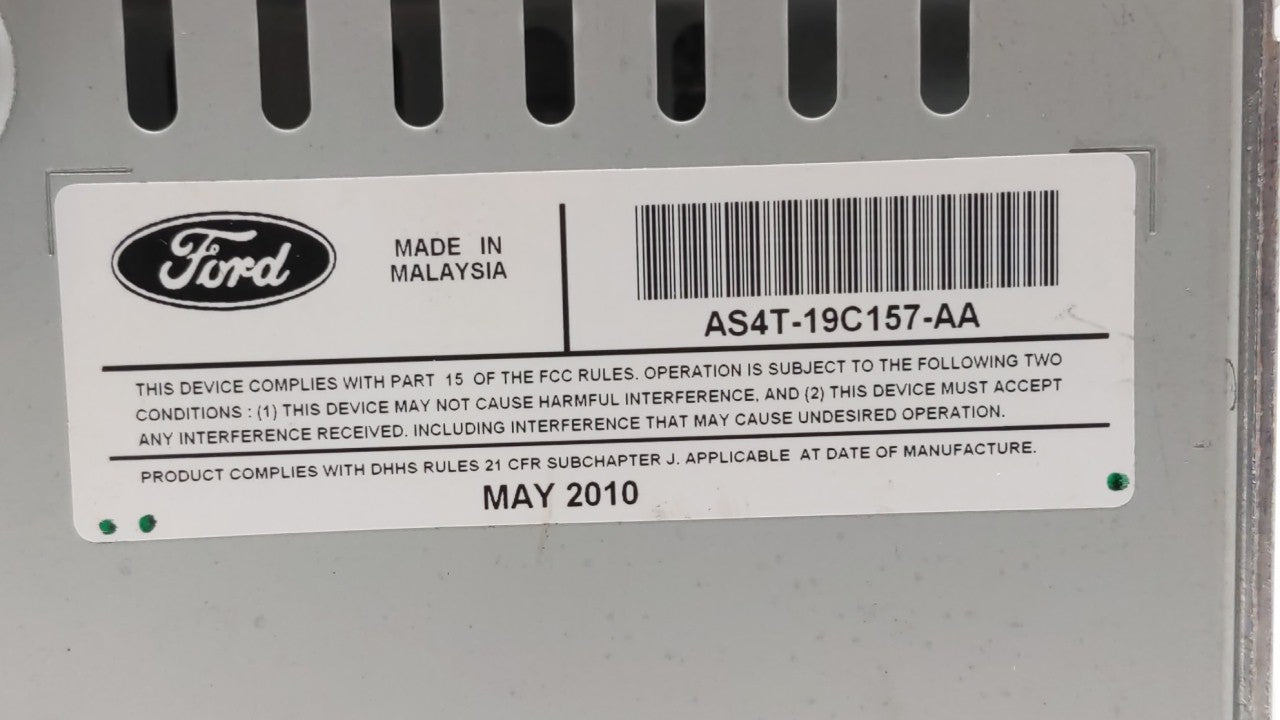 Ford
MADE IN
MALAYSIA
AS4T-19C157-AA
THIS DEVICE COMPLIES WITH PART 15 OF THE FCC RULES. OPERATION IS SUBJECT TO THE FOLLOWING TWO
CONDITIONS : (1) THIS DEVICE MAY NOT CAUSE HARMFUL INTERFERENCE, AND (2) THIS DEVICE MUST ACCEPT
ANY INTERFERENCE RECEIVED. INCLUDING INTERFERENCE THAT MAY CAUSE UNDESIRED OPERATION.
PRODUCT COMPLIES WITH DHHS RULES 21 CFR SUBCHAPTER J. APPLICABLE AT DATE OF MANUFACTURE.
MAY 2010